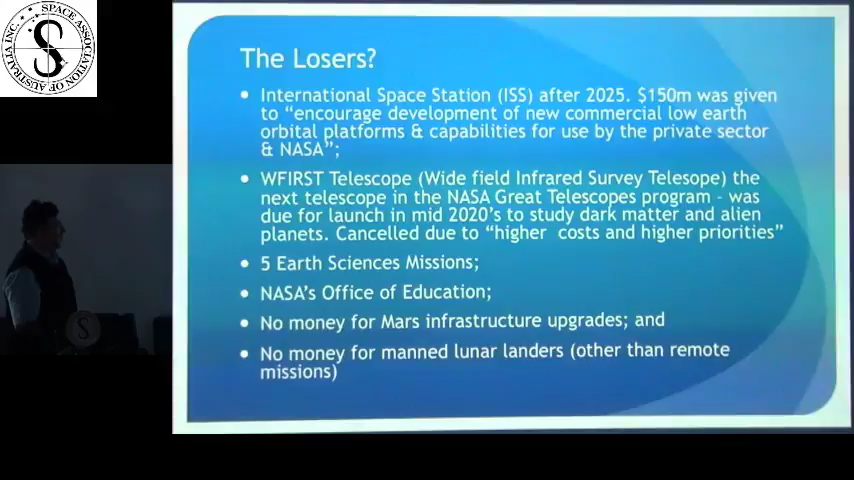 SPACE ASSOCIATION OF AUSTRALIA INC.
S
The Losers?
• International Space Station (ISS) after 2025. $150m was given
to “encourage development of new commercial low earth
orbital platforms & capabilities for use by the private sector
& NASA”;
• WFIRST Telescope (Wide field Infrared Survey Telesope) the
next telescope in the NASA Great Telescopes program - was
due for launch in mid 2020’s to study dark matter and alien
planets. Cancelled due to “higher costs and higher priorities”
• 5 Earth Sciences Missions;
• NASA’s Office of Education;
• No money for Mars infrastructure upgrades; and
• No money for manned lunar landers (other than remote
missions)